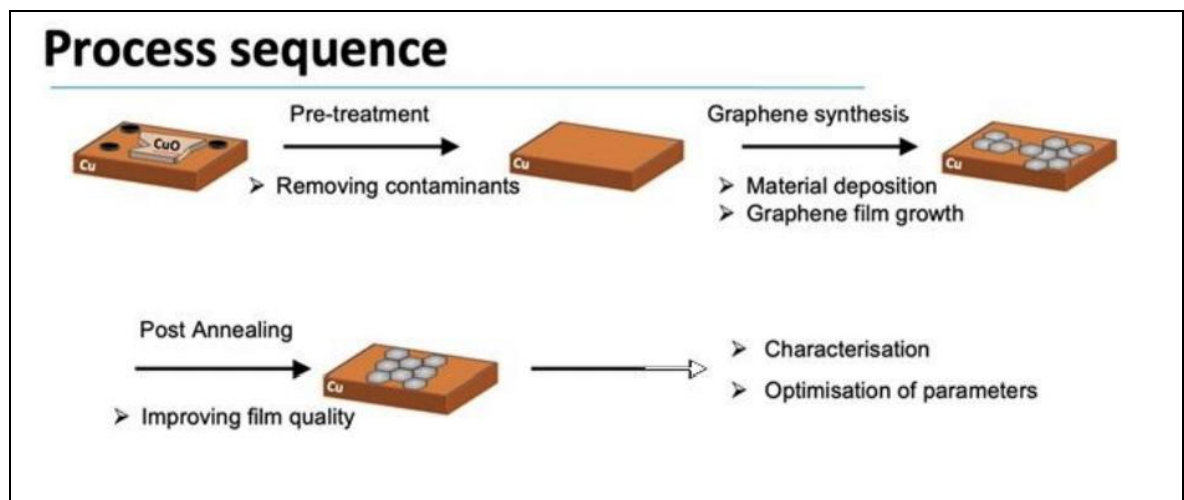 Process sequence
Pre-treatment
Graphene synthesis
CuO
Cu
Cu
Cu
➢ Removing contaminants
➢ Material deposition
➢ Graphene film growth
Post Annealing
Cu
➢ Improving film quality
➢ Characterisation
➢ Optimisation of parameters